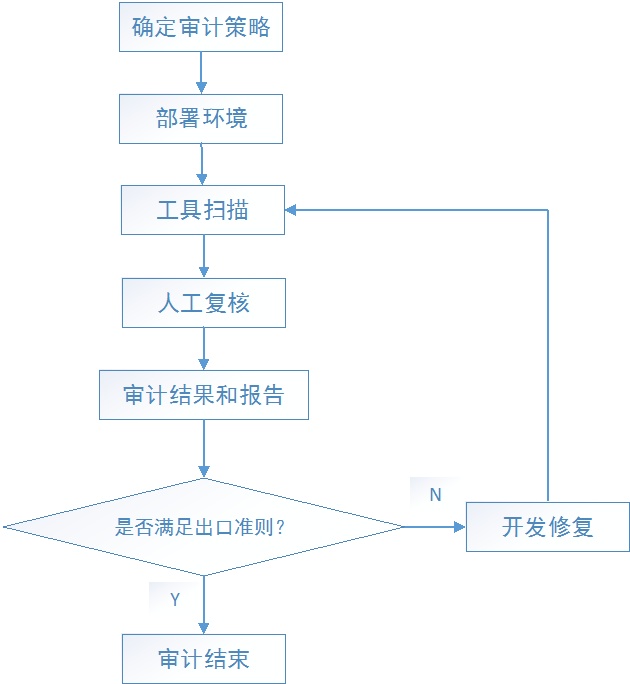 确定审计策略
部署环境
工具扫描
人工复核
审计结果和报告
是否满足出口准则？
N
开发修复
Y
审计结束